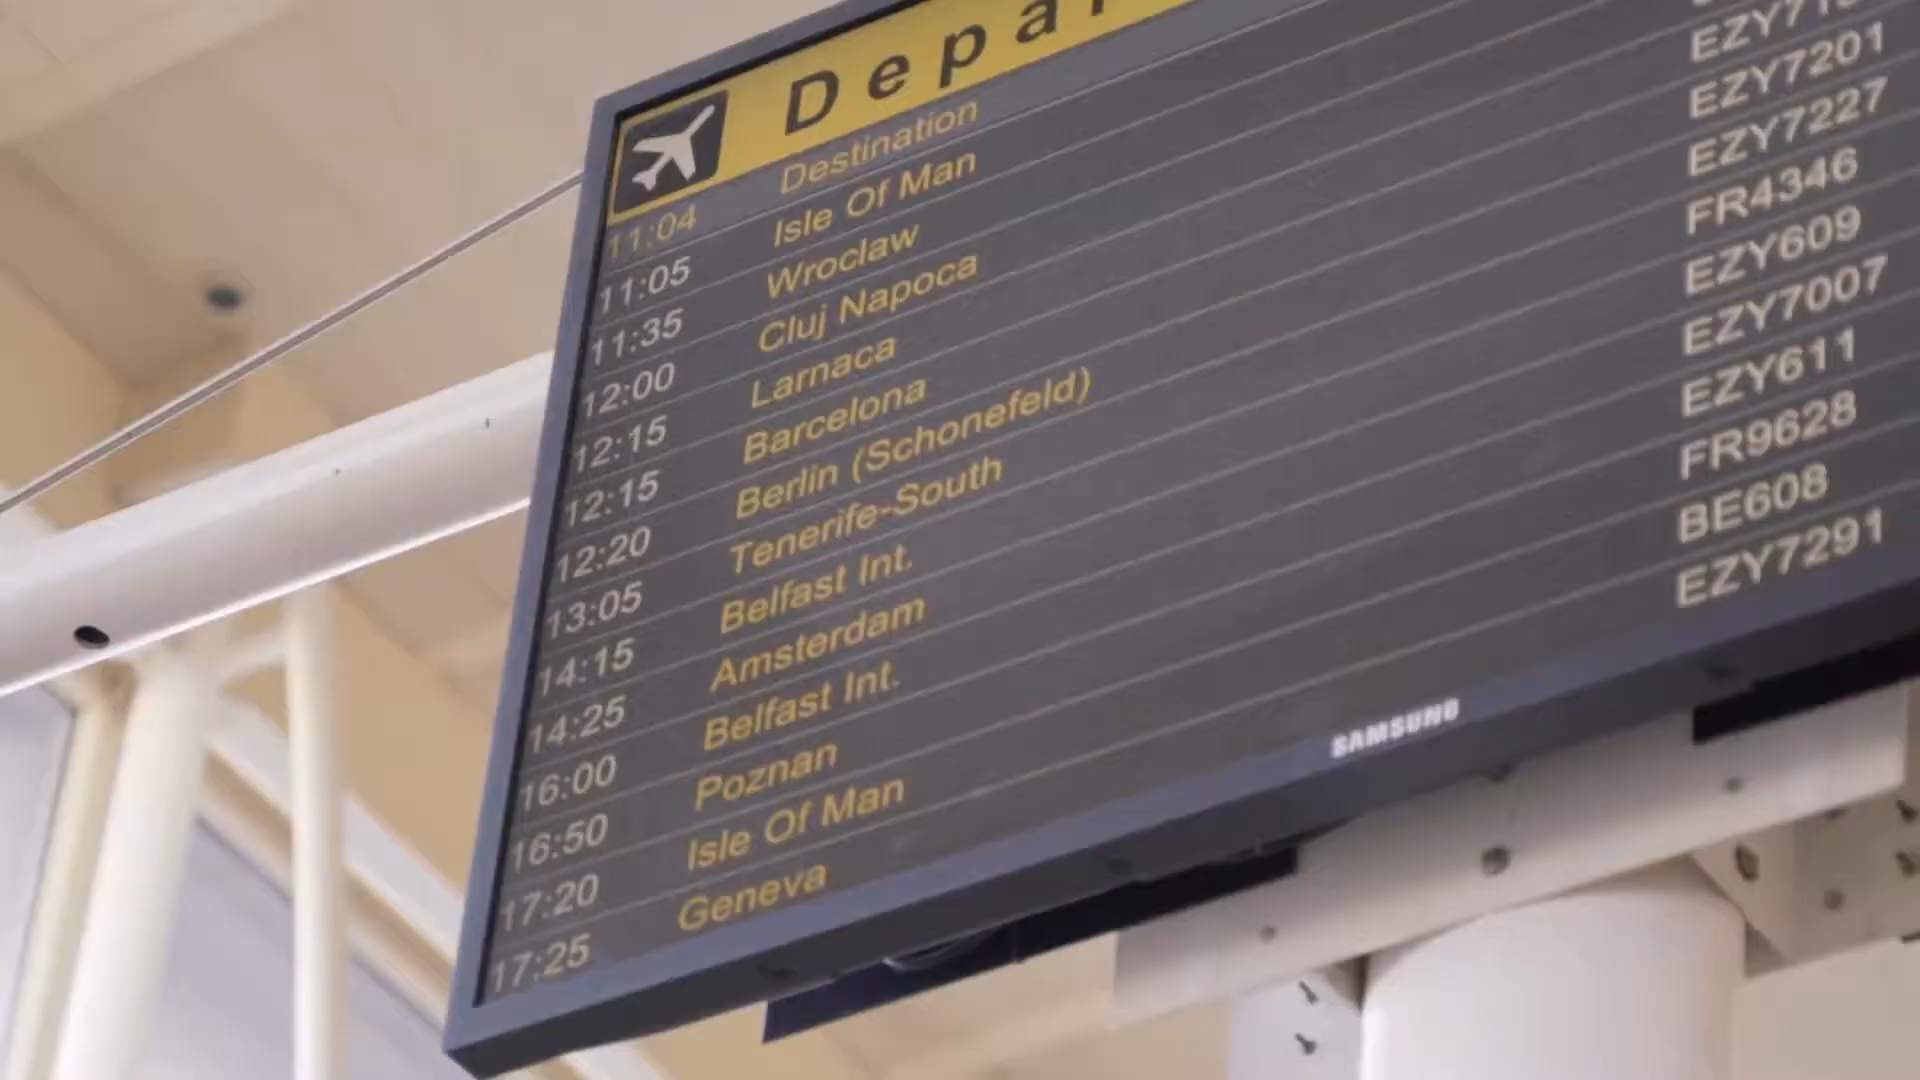 Depa
11:04 Destination
11:05 Isle Of Man
11:35 Wroclaw
12:00 Cluj Napoca
12:15 Larnaca
12:15 Barcelona EZY7201
12:20 Berlin (Schonefeld) EZY7227
13:05 Tenerife-South FR4346
14:15 Belfast Int. EZY609
14:25 Amsterdam EZY7007
16:00 Belfast Int. EZY611
16:50 Poznan FR9628
17:20 Isle Of Man BE608
17:25 Geneva EZY7291
SAMSUNG